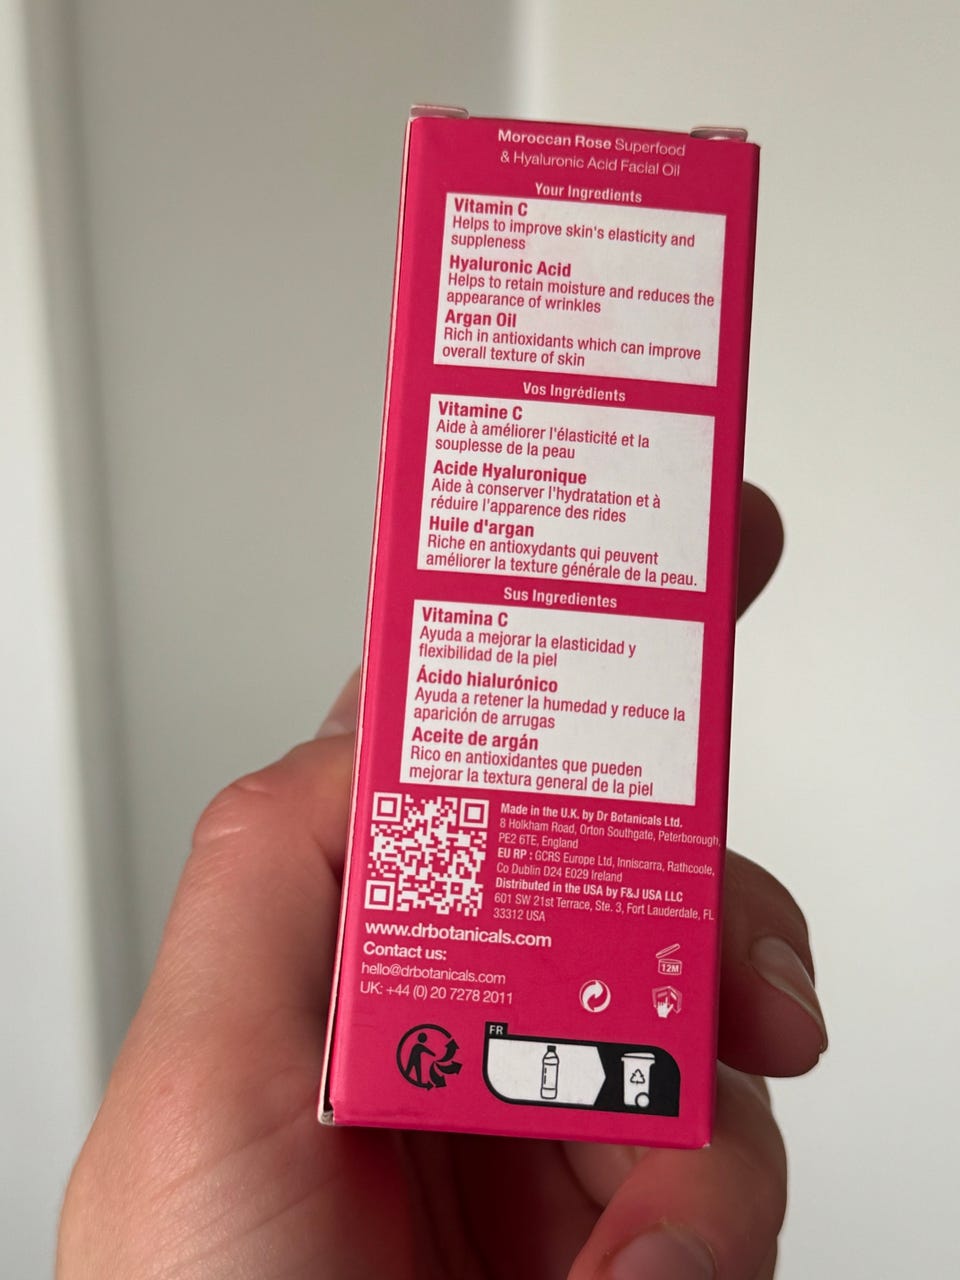 Moroccan Rose Superfood
& Hyaluronic Acid Facial Oil
Your Ingredients
Vitamin C
Helps to improve skin's elasticity and
suppleness
Hyaluronic Acid
Helps to retain moisture and reduces the
appearance of wrinkles
Argan Oil
Rich in antioxidants which can improve
overall texture of skin
Vos Ingrédients
Vitamine C
Aide à améliorer l'élasticité et la
souplesse de la peau
Acide Hyaluronique
Aide à conserver l'hydratation et à
réduire l'apparence des rides
Huile d'argan
Riche en antioxydants qui peuvent
améliorer la texture générale de la peau.
Sus Ingredientes
Vitamina C
Ayuda a mejorar la elasticidad y
flexibilidad de la piel
Ácido hialurónico
Ayuda a retener la humedad y reduce la
aparición de arrugas
Aceite de argán
Rico en antioxidantes que pueden
mejorar la textura general de la piel
Made in the U.K. by Dr Botanicals Ltd.
8 Holkham Road, Orton Southgate, Peterborough,
PE2 6TE, England
EU RP : GCRS Europe Ltd, Inniscarra, Rathcoole,
Co Dublin D24 E029 Ireland
Distributed in the USA by F&J USA LLC
601 SW 21st Terrace, Ste. 3, Fort Lauderdale, FL
33312 USA
www.drbotanicals.com
Contact us:
hello@drbotanicals.com
UK: +44 (0) 20 7278 2011
12M
FR